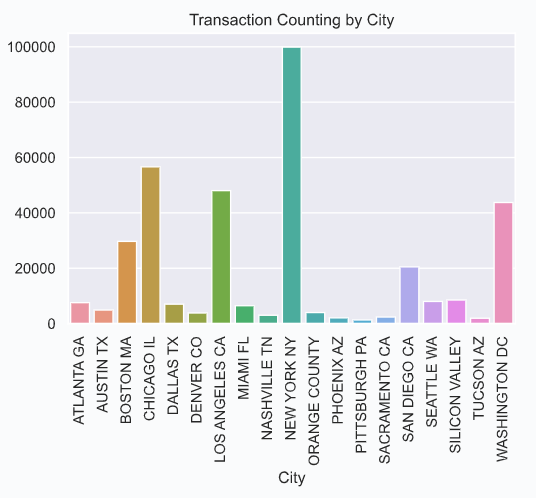 Transaction Counting by City
100000
80000
60000
40000
20000
0
ATLANTA GA
AUSTIN TX
BOSTON MA
CHICAGO IL
DALLAS TX
DENVER CO
LOS ANGELES CA
MIAMI FL
NASHVILLE TN
NEW YORK NY
ORANGE COUNTY
PHOENIX AZ
PITTSBURGH PA
SACRAMENTO CA
SAN DIEGO CA
SEATTLE WA
SILICON VALLEY
TUCSON AZ
WASHINGTON DC
City